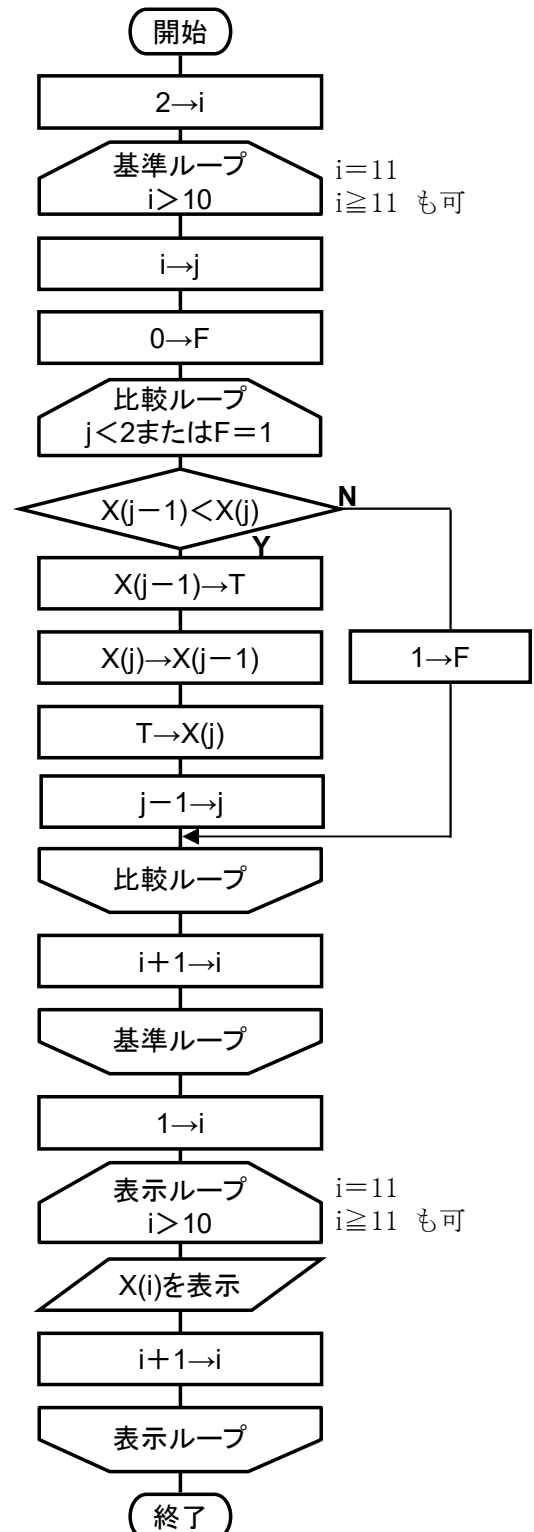 開始
2→i
基準ループ
i＞10
i＝11
i≧11 も可
i→j
0→F
比較ループ
j＜2またはF＝1
X(j－1)＜X(j)
N
Y
X(j－1)→T
X(j)→X(j－1)
1→F
T→X(j)
j－1→j
比較ループ
i＋1→i
基準ループ
1→i
表示ループ
i＞10
i＝11
i≧11 も可
X(i)を表示
i＋1→i
表示ループ
終了